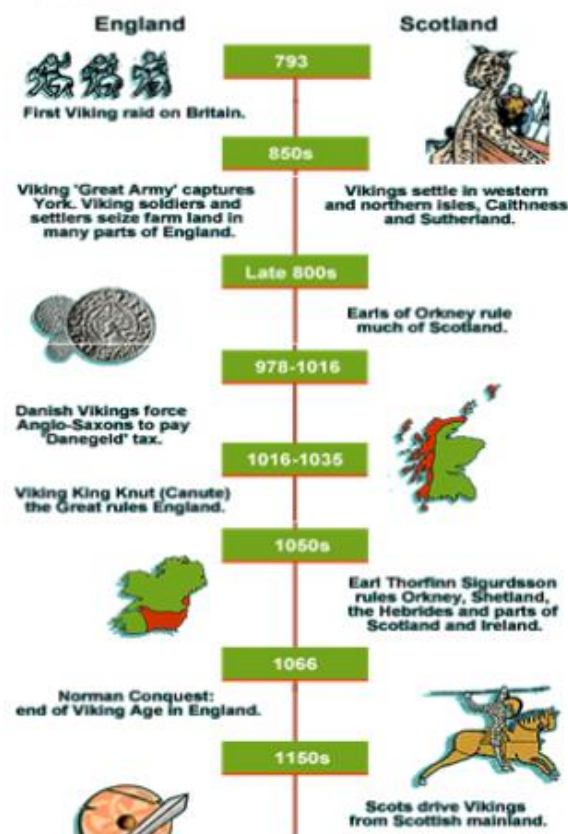 England
Scotland
793
First Viking raid on Britain.
850s
Viking 'Great Army' captures
York. Viking soldiers and
settlers seize farm land in
many parts of England.
Vikings settle in western
and northern isles, Caithness
and Sutherland.
Late 800s
Earls of Orkney rule
much of Scotland.
978-1016
Danish Vikings force
Anglo-Saxons to pay
'Danegeld' tax.
1016-1035
Viking King Knut (Canute)
the Great rules England.
1050s
Earl Thorfinn Sigurdsson
rules Orkney, Shetland,
the Hebrides and parts of
Scotland and Ireland.
1066
Norman Conquest:
end of Viking Age in England.
1150s
Scots drive Vikings
from Scottish mainland.